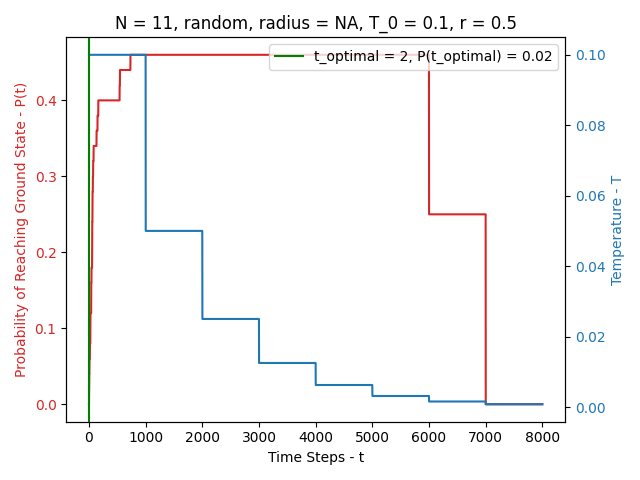 N = 11, random, radius = NA, T_0 = 0.1, r = 0.5
t_optimal = 2, P(t_optimal) = 0.02
Probability of Reaching Ground State - P(t)
0.4
0.3
0.2
0.1
0.0
0.10
0.08
0.06
0.04
0.02
0.00
Temperature - T
0 1000 2000 3000 4000 5000 6000 7000 8000
Time Steps - t